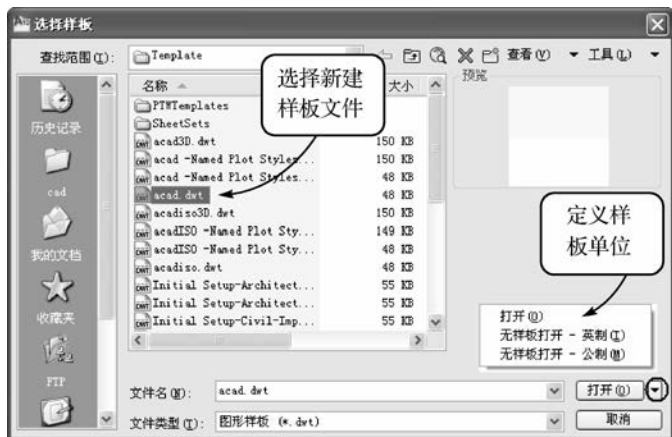 选择样板
查找范围(I):
Template
查看(V)
工具(L)
名称
大小
预览
选择新建
样板文件
历史记录
cad
我的文档
收藏夹
FTP
PTWTemplates
SheetSets
acad3D.dwt 150 KB
acad -Named Plot Styles... 150 KB
acad -Named Plot Styles... 48 KB
acad.dwt 48 KB
acadiso3D.dwt 150 KB
acadISO -Named Plot Sty... 149 KB
acadISO -Named Plot Sty... 48 KB
acadiso.dwt 48 KB
Initial Setup-Architect... 55 KB
Initial Setup-Architect... 55 KB
Initial Setup-Civil-Imp... 55 KB
定义样
板单位
打开(O)
无样板打开 - 英制(I)
无样板打开 - 公制(M)
文件名(N):
acad.dwt
打开(O)
文件类型(T):
图形样板 (*.dwt)
取消